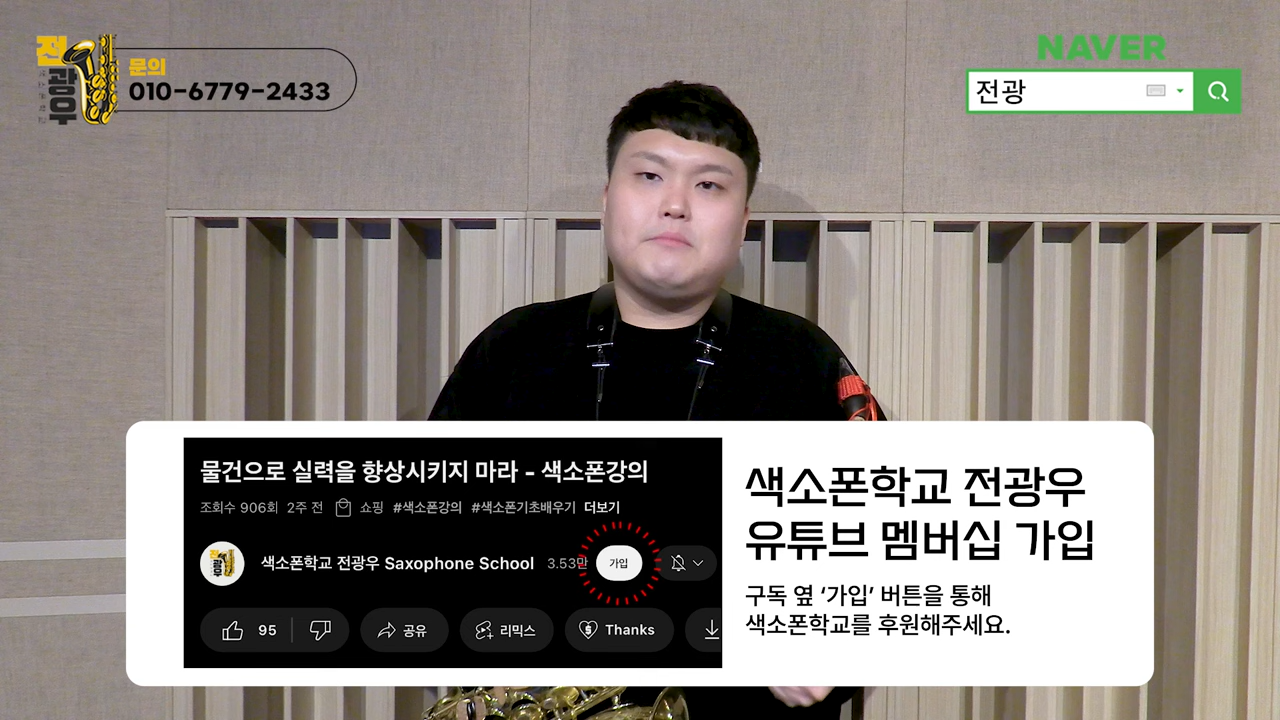 전광우
문의
010-6779-2433
NAVER
전광
물건으로 실력을 향상시키지 마라 - 색소폰강의
조회수 906회 2주 전 쇼핑 #색소폰강의 #색소폰기초배우기 더보기
전광우
색소폰학교 전광우 Saxophone School 3.53만 가입
95 공유 리믹스 Thanks
색소폰학교 전광우
유튜브 멤버십 가입
구독 옆 ‘가입’ 버튼을 통해
색소폰학교를 후원해주세요.